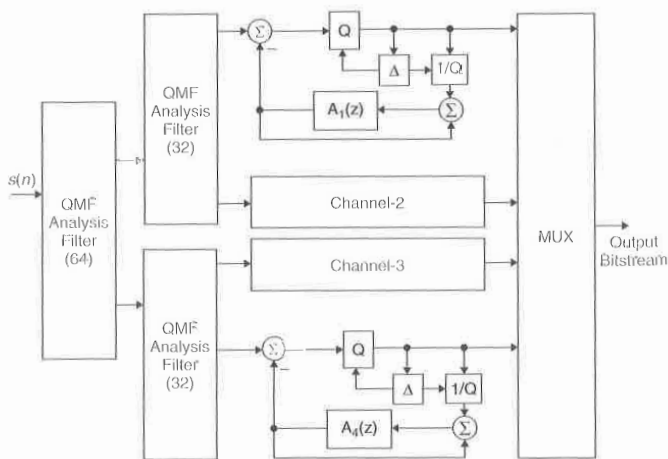 s(n)
QMF
Analysis
Filter
(64)
QMF
Analysis
Filter
(32)
Σ
–
Q
Δ
1/Q
A₁(z)
Σ
Channel-2
Channel-3
QMF
Analysis
Filter
(32)
Σ
–
Q
Δ
1/Q
A₄(z)
Σ
MUX
Output
Bitstream